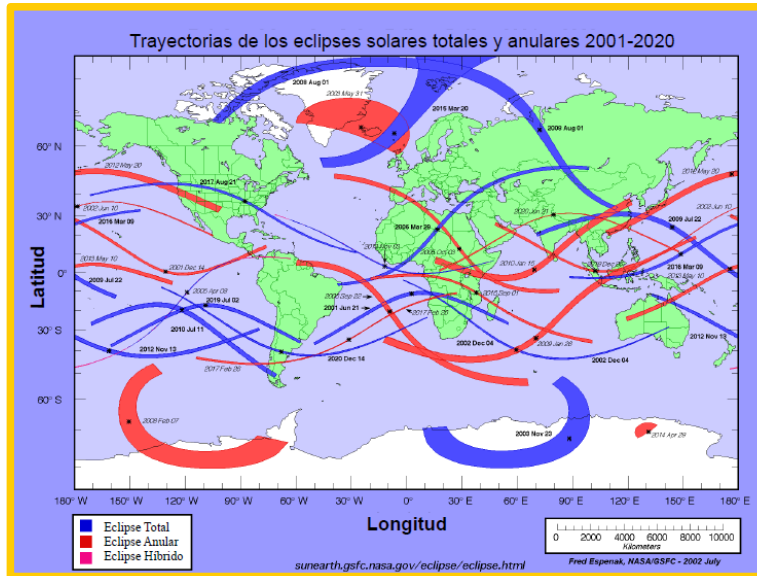 Trayectorias de los eclipses solares totales y anulares 2001-2020
2008 Aug 01
2003 May 31
2015 Mar 20
2008 Aug 01
60° N
2012 May 20
2017 Aug 21
2012 May 20
2002 Jun 10
2002 Jun 10
30° N
2016 Mar 09
2006 Mar 29
2009 Jul 22
2005 Oct 03
2010 Jan 15
2016 Mar 09
2013 May 10
2001 Dec 14
0°
2009 Jul 22
2005 Apr 08
2019 Jul 02
2006 Sep 22
2001 Jun 21
2016 Sep 01
2013 May 10
2017 Feb 26
30° S
2010 Jul 11
2012 Nov 13
2012 Nov 13
2002 Dec 04
2009 Jan 26
2020 Dec 14
2002 Dec 04
2017 Feb 26
60° S
2008 Feb 07
2003 Nov 23
2014 Apr 29
Latitud
180° W
150° W
120° W
90° W
60° W
30° W
0°
30° E
60° E
90° E
120° E
150° E
180° E
Longitud
Eclipse Total
Eclipse Anular
Eclipse Híbrido
0 2000 4000 6000 8000 10000
Kilometers
sunearth.gsfc.nasa.gov/eclipse/eclipse.html
Fred Espenak, NASA/GSFC - 2002 July